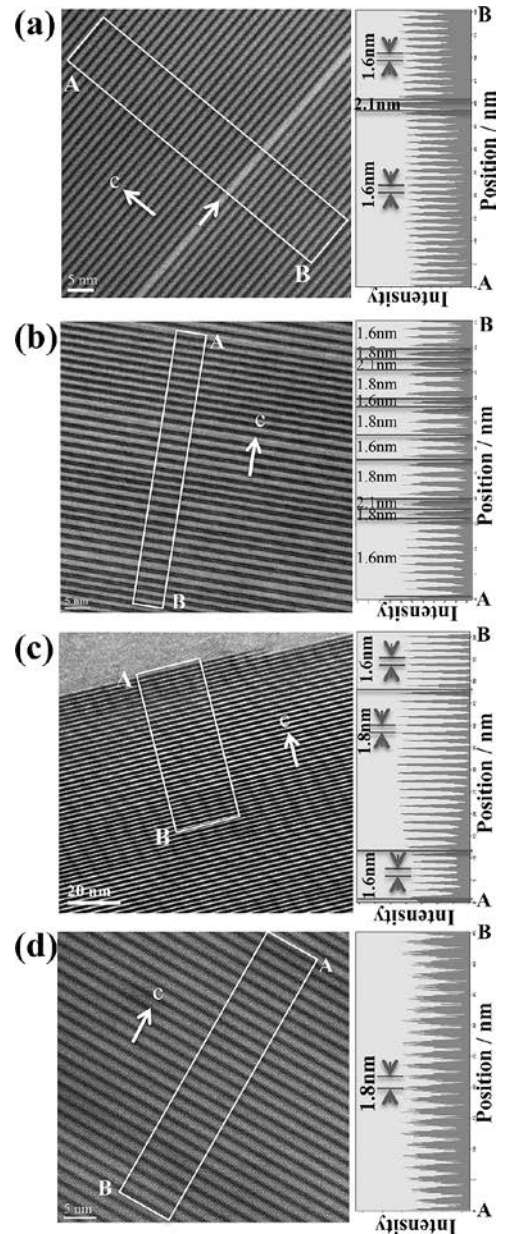 (a)
A
c
B
5 nm
B
1.6nm
2.1nm
1.6nm
Position / nm
A
Intensity
(b)
A
c
B
5 nm
B
1.6nm
1.8nm
2.1nm
1.8nm
1.6nm
1.8nm
1.6nm
1.8nm
2.1nm
1.8nm
1.6nm
Position / nm
A
Intensity
(c)
A
c
B
20 nm
B
1.6nm
1.8nm
1.6nm
Position / nm
A
Intensity
(d)
A
c
B
5 nm
B
1.8nm
Position / nm
A
Intensity